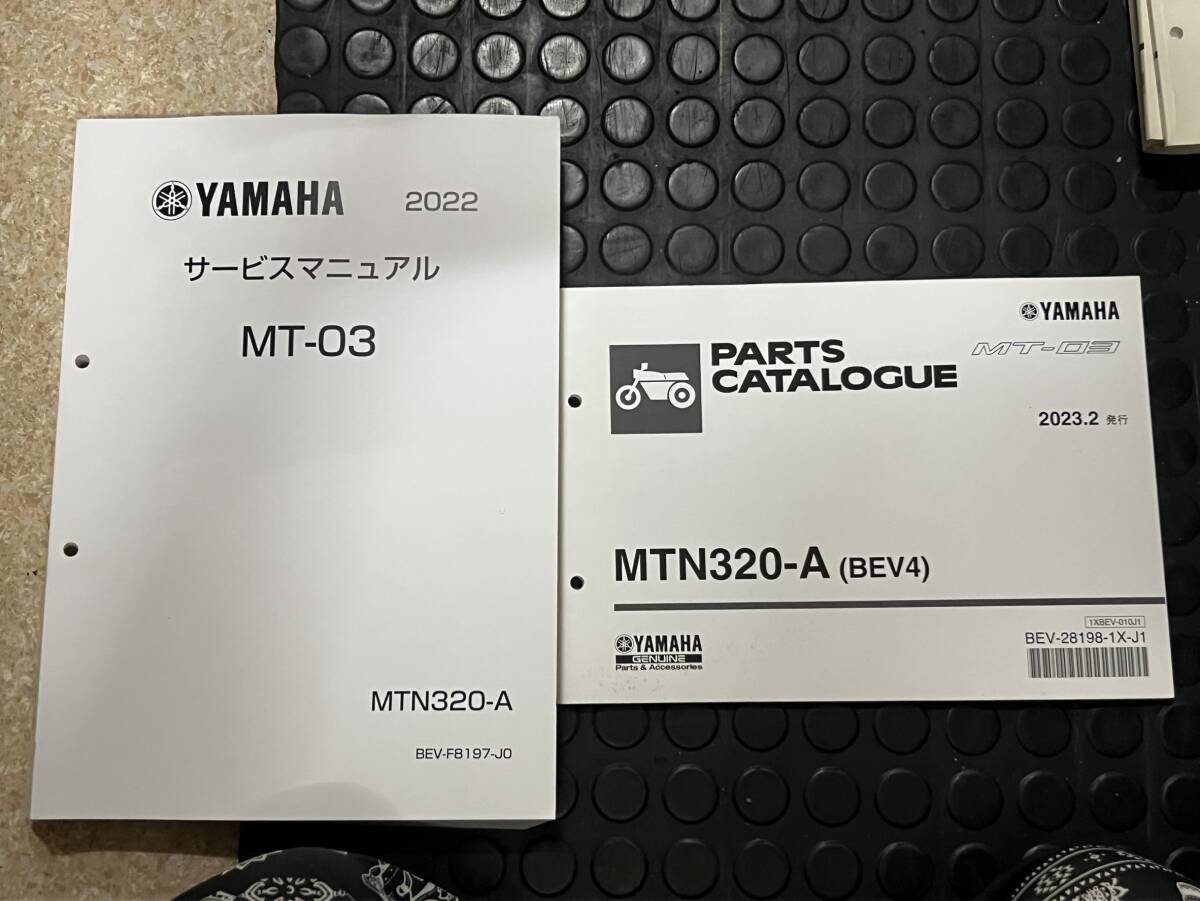 YAMAHA 2022
サービスマニュアル
MT-03
MTN320-A
BEV-F8197-J0
YAMAHA
MT-03
PARTS
CATALOGUE
2023.2 発行
MTN320-A (BEV4)
YAMAHA
GENUINE
Parts & Accessories
1XBEV-010J1
BEV-28198-1X-J1